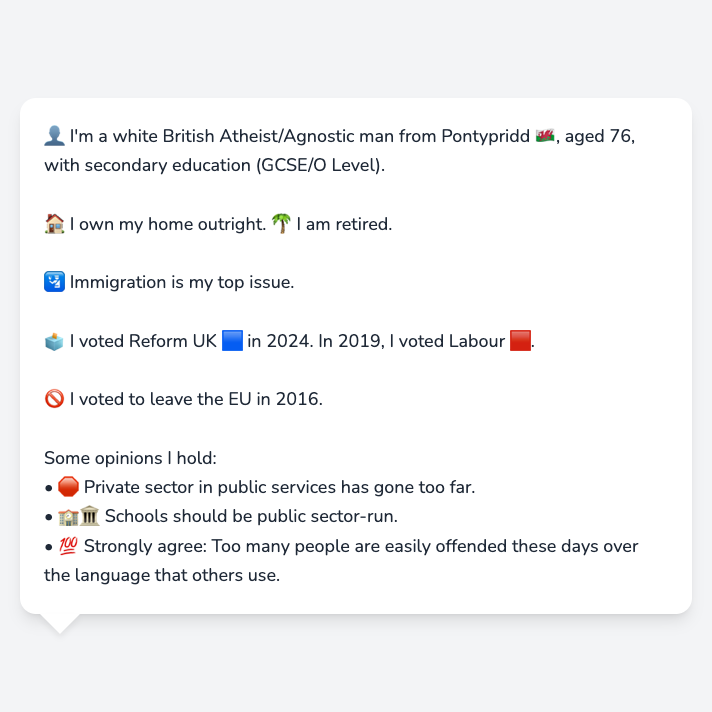 👤 I'm a white British Atheist/Agnostic man from Pontypridd 🏴󠁧󠁢󠁷󠁬󠁳󠁿, aged 76,
with secondary education (GCSE/O Level).
🏠 I own my home outright. 🌴 I am retired.
🛂 Immigration is my top issue.
🗳️ I voted Reform UK 🟦 in 2024. In 2019, I voted Labour 🟥.
🚫 I voted to leave the EU in 2016.
Some opinions I hold:
• 🛑 Private sector in public services has gone too far.
• 🏫🏛️ Schools should be public sector-run.
• 💯 Strongly agree: Too many people are easily offended these days over
the language that others use.